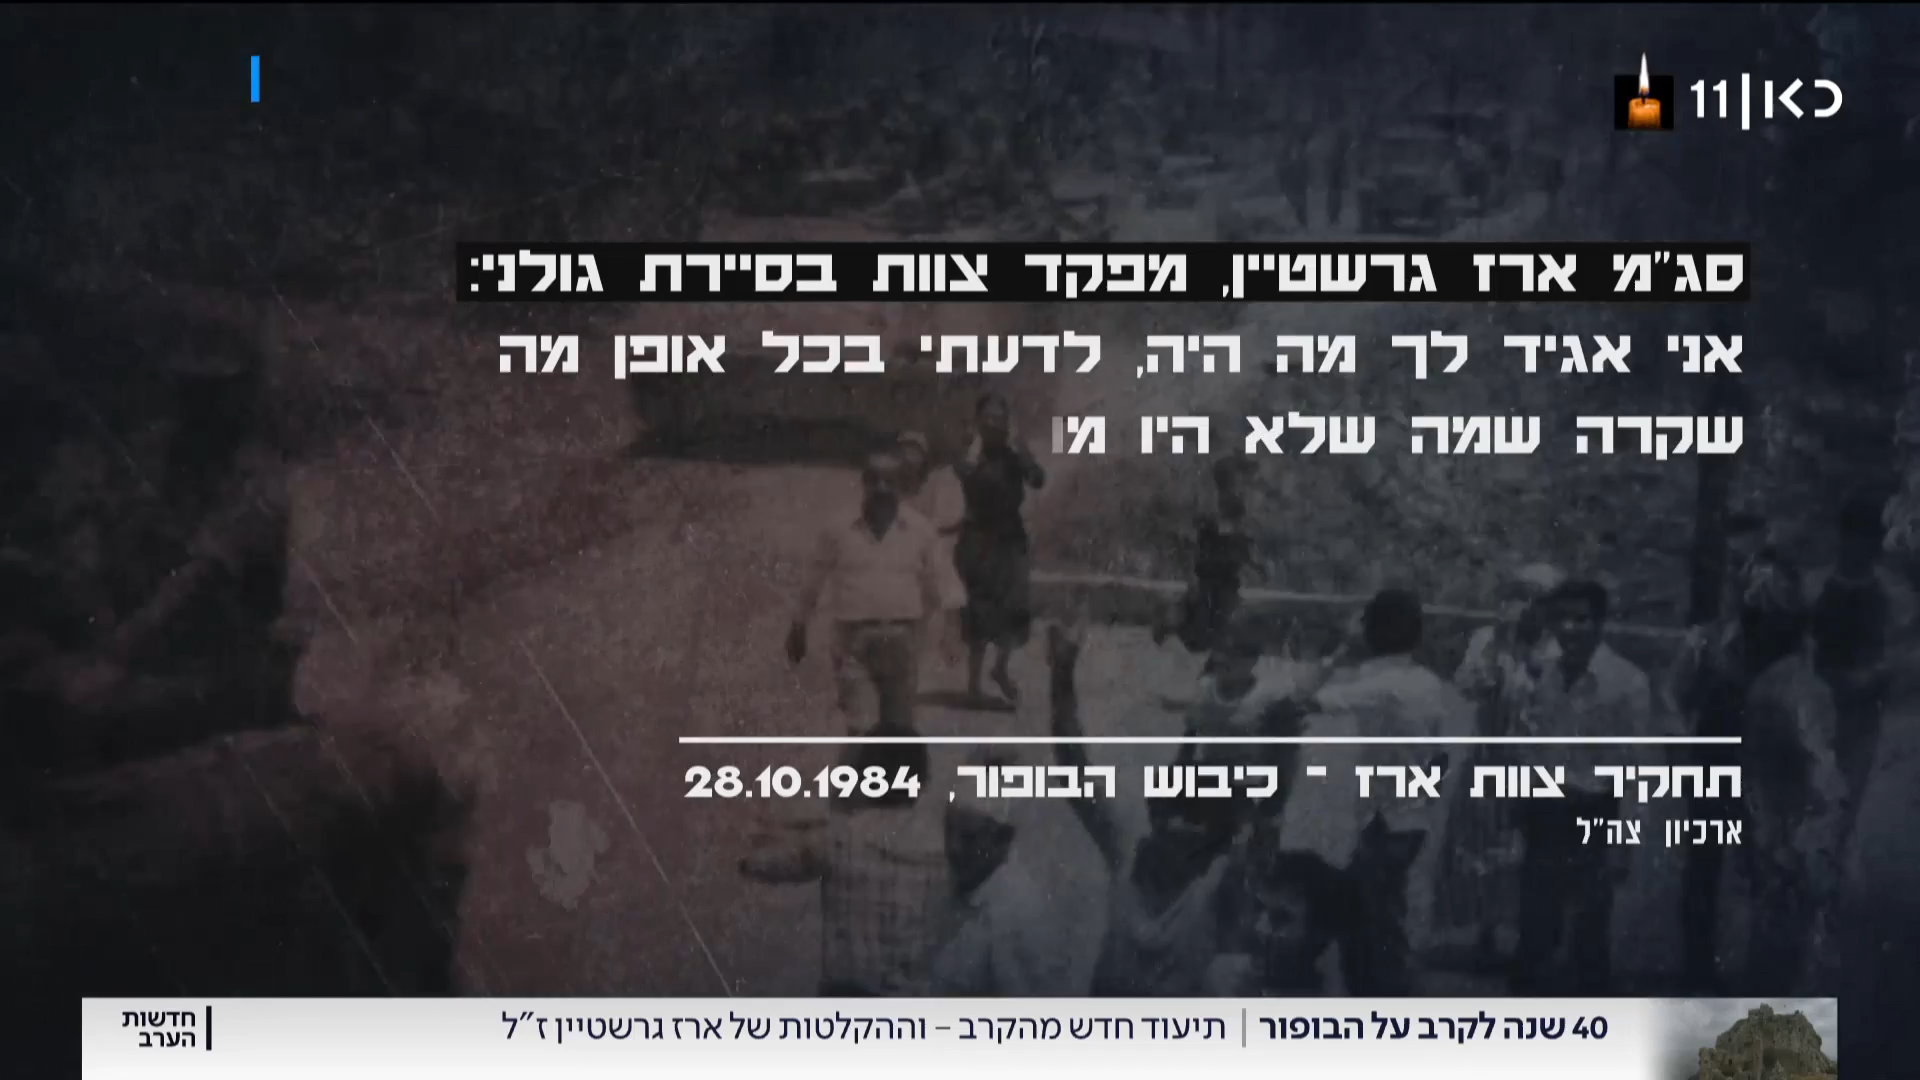 כאן|11
סג"מ ארז גרשטיין, מפקד צוות בסיירת גולני:
אני אגיד לך מה היה, לדעתי בכל אופן מה
שקרה שמה שלא היו מו
תחקיר צוות ארז - כיבוש הבופור, 28.10.1984
ארכיון צה"ל
40 שנה לקרב על הבופור | תיעוד חדש מהקרב – וההקלטות של ארז גרשטיין ז"ל
חדשות
הערב